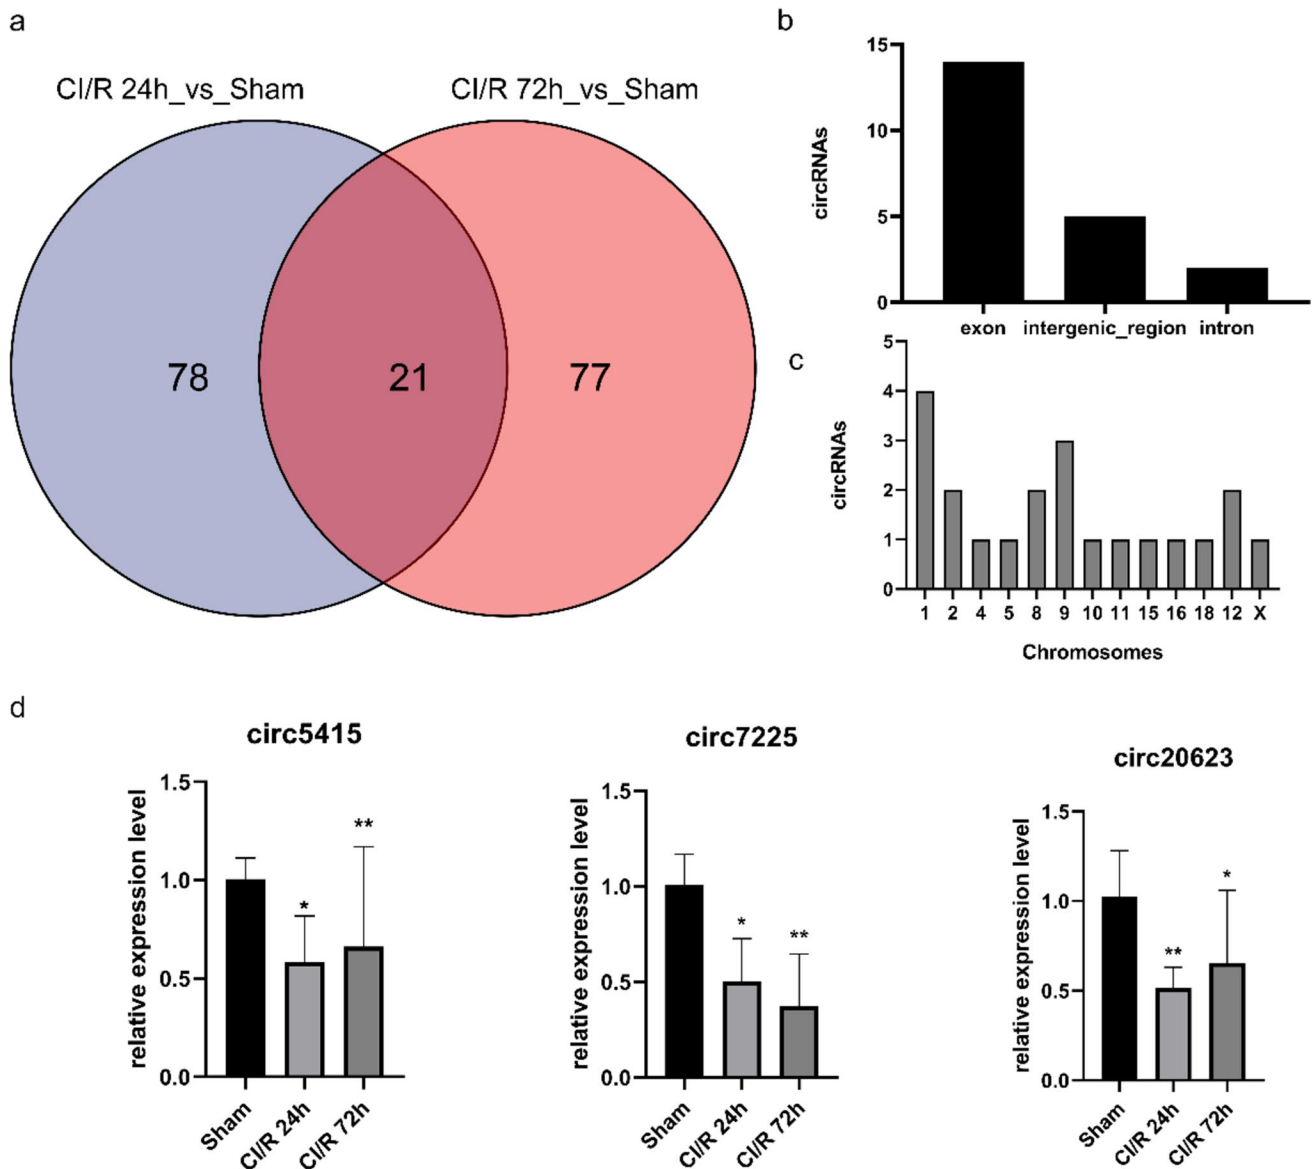 a
CI/R 24h_vs_Sham
CI/R 72h_vs_Sham
78
21
77
b
circRNAs
15
10
5
0
exon intergenic_region intron
c
circRNAs
5
4
3
2
1
0
1 2 4 5 8 9 10 11 15 16 18 12 X
Chromosomes
d
circ5415
relative expression level
1.5
1.0
0.5
0.0
*
**
Sham
CI/R 24h
CI/R 72h
circ7225
relative expression level
1.5
1.0
0.5
0.0
*
**
Sham
CI/R 24h
CI/R 72h
circ20623
relative expression level
1.5
1.0
0.5
0.0
**
*
Sham
CI/R 24h
CI/R 72h